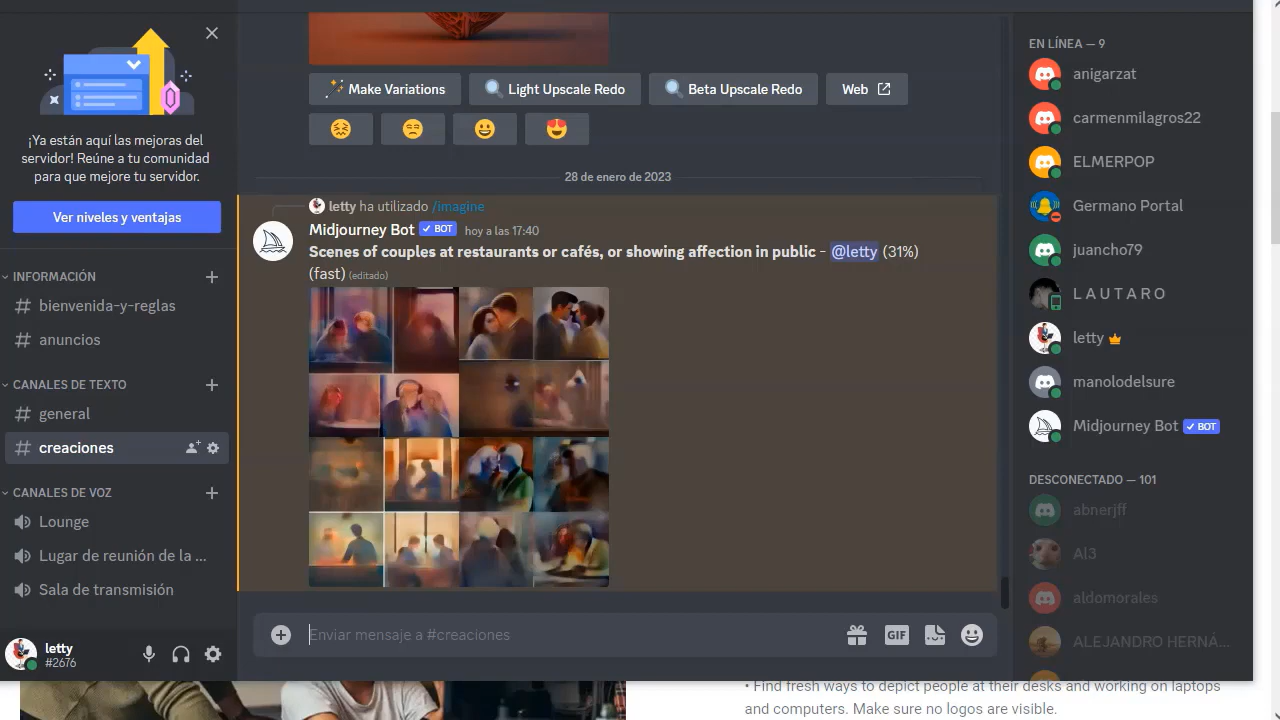 ¡Ya están aquí las mejoras del
servidor! Reúne a tu comunidad
para que mejore tu servidor.
Ver niveles y ventajas
INFORMACIÓN
bienvenida-y-reglas
anuncios
CANALES DE TEXTO
general
creaciones
CANALES DE VOZ
Lounge
Lugar de reunión de la ...
Sala de transmisión
letty
#2676
Make Variations
Light Upscale Redo
Beta Upscale Redo
Web
28 de enero de 2023
letty ha utilizado /imagine
Midjourney Bot BOT hoy a las 17:40
Scenes of couples at restaurants or cafés, or showing affection in public - @letty (31%)
(fast) (editado)
Enviar mensaje a #creaciones
GIF
EN LÍNEA — 9
anigarzat
carmenmilagros22
ELMERPOP
Germano Portal
juancho79
L A U T A R O
letty
manolodelsure
Midjourney Bot BOT
DESCONECTADO — 101
abnerjff
Al3
aldomorales
ALEJANDRO HERNÁ...
• Find fresh ways to depict people at their desks and working on laptops
and computers. Make sure no logos are visible.